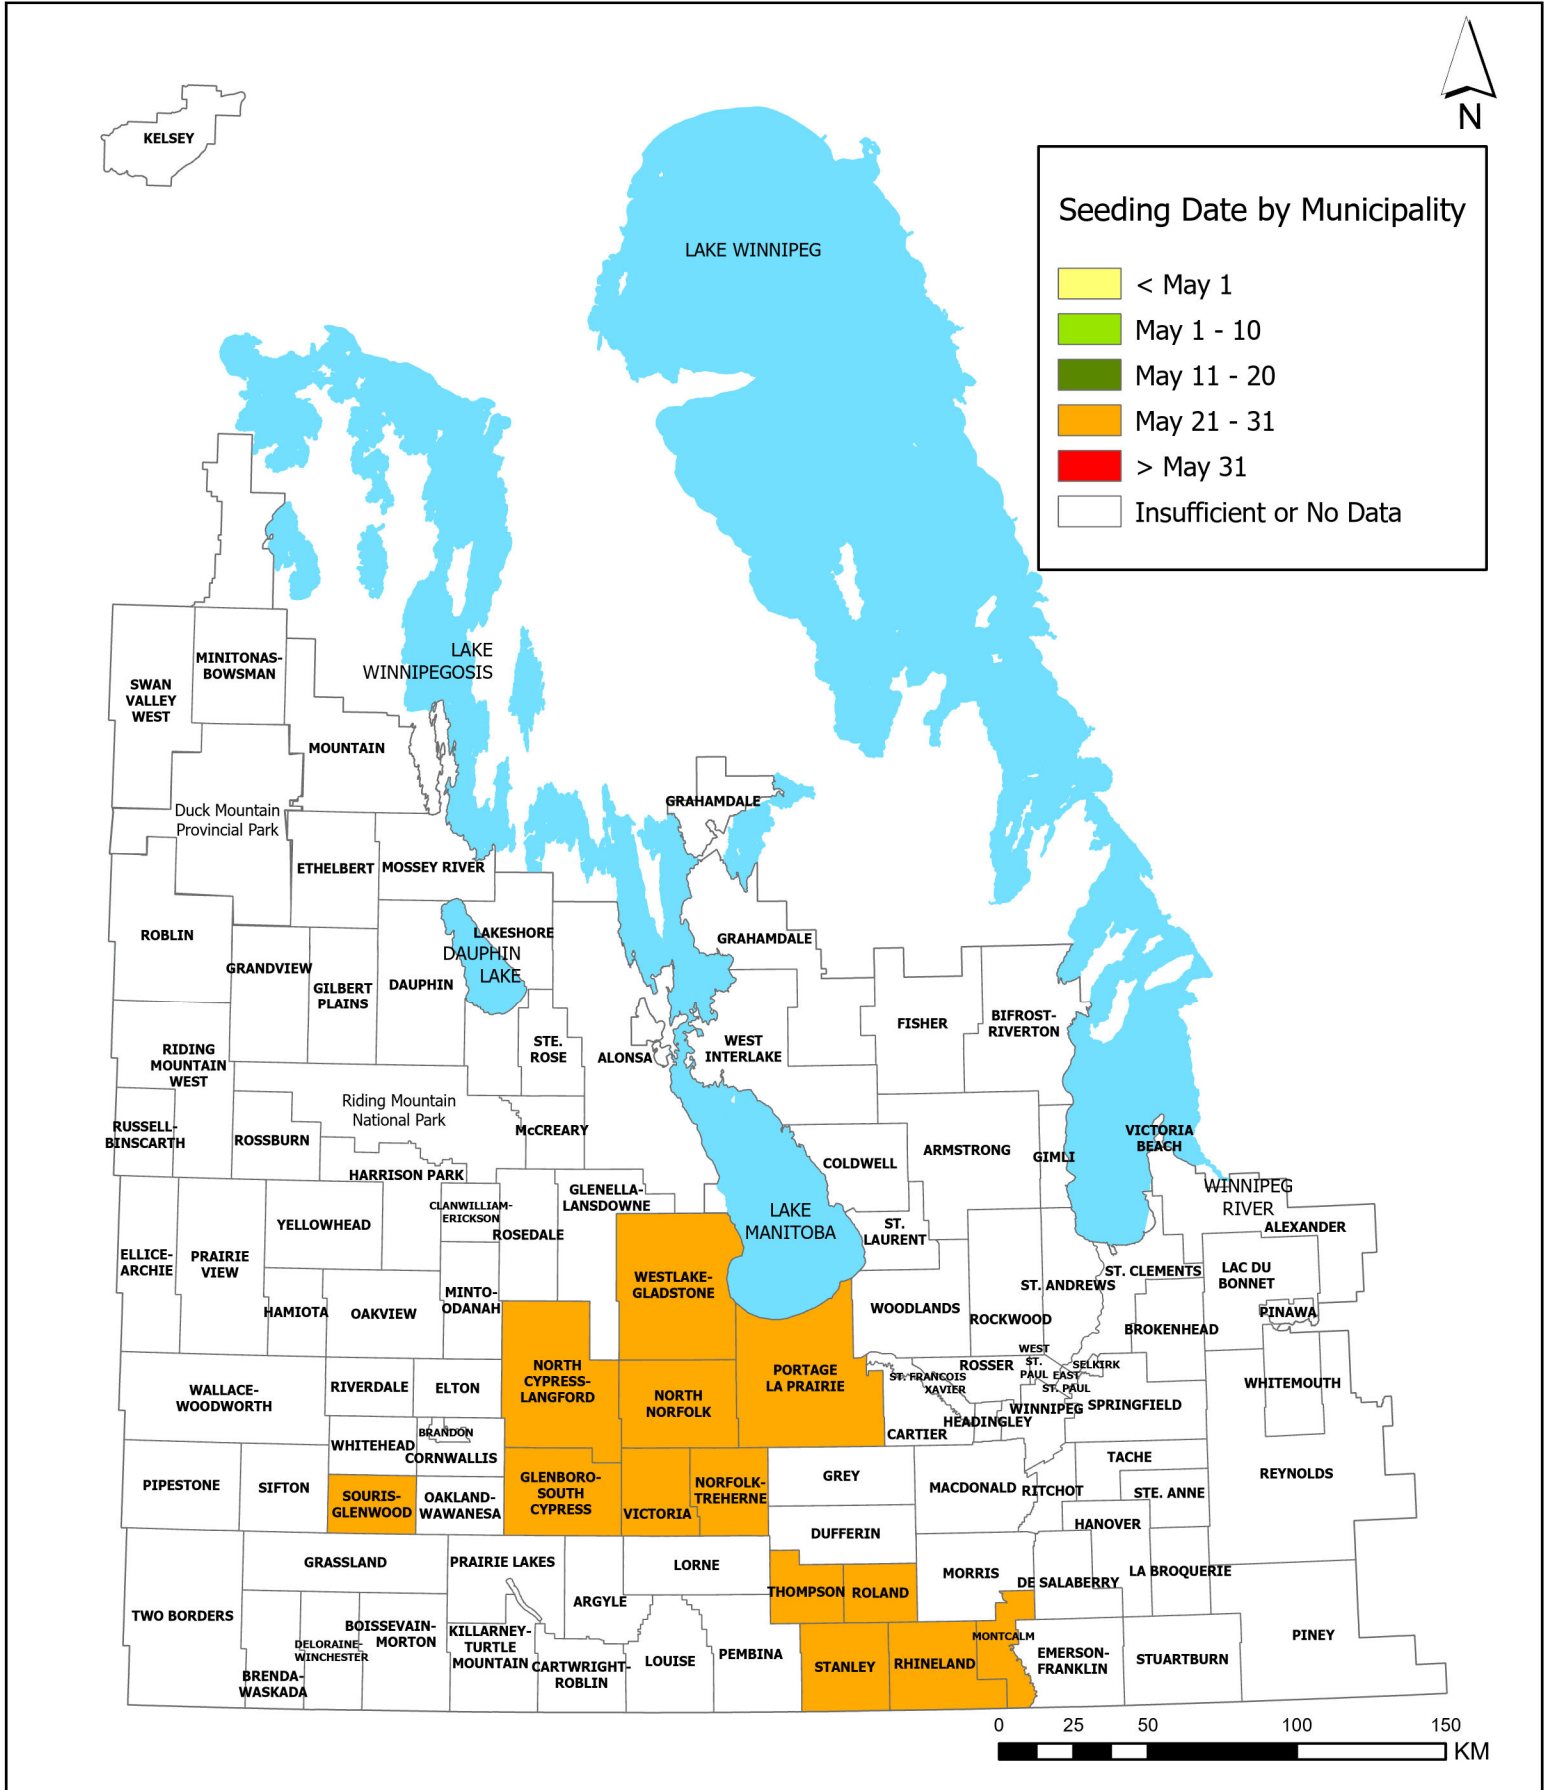 N
KELSEY
LAKE WINNIPEG
Seeding Date by Municipality
< May 1
May 1 - 10
May 11 - 20
May 21 - 31
> May 31
Insufficient or No Data
LAKE
WINNIPEGOSIS
MINITONAS-
BOWSMAN
SWAN
VALLEY
WEST
MOUNTAIN
Duck Mountain
Provincial Park
GRAHAMDALE
ETHELBERT
MOSSEY RIVER
ROBLIN
LAKESHORE
DAUPHIN
LAKE
GRAHAMDALE
GRANDVIEW
GILBERT
PLAINS
DAUPHIN
FISHER
BIFROST-
RIVERTON
RIDING
MOUNTAIN
WEST
STE.
ROSE
ALONSA
WEST
INTERLAKE
Riding Mountain
National Park
RUSSELL-
BINSCARTH
ROSSBURN
McCREARY
VICTORIA
BEACH
ARMSTRONG
GIMLI
COLDWELL
HARRISON PARK
GLENELLA-
LANSDOWNE
CLANWILLIAM-
ERICKSON
WINNIPEG
RIVER
ALEXANDER
YELLOWHEAD
ROSEDALE
LAKE
MANITOBA
ST.
LAURENT
ELLICE-
ARCHIE
PRAIRIE
VIEW
WESTLAKE-
GLADSTONE
ST. CLEMENTS
LAC DU
BONNET
ST. ANDREWS
HAMIOTA
OAKVIEW
MINTO-
ODANAH
WOODLANDS
ROCKWOOD
PINAWA
BROKENHEAD
WEST
ST.
PAUL
EAST
ST. PAUL
SELKIRK
ROSSER
NORTH
CYPRESS-
LANGFORD
PORTAGE
LA PRAIRIE
ST. FRANCOIS
XAVIER
WHITEMOUTH
WALLACE-
WOODWORTH
RIVERDALE
ELTON
NORTH
NORFOLK
WINNIPEG
SPRINGFIELD
HEADINGLEY
CARTIER
BRANDON
WHITEHEAD
CORNWALLIS
TACHE
REYNOLDS
PIPESTONE
SIFTON
GLENBORO-
SOUTH
CYPRESS
NORFOLK-
TREHERNE
GREY
MACDONALD
RITCHOT
STE. ANNE
SOURIS-
GLENWOOD
OAKLAND-
WAWANESA
VICTORIA
HANOVER
DUFFERIN
GRASSLAND
PRAIRIE LAKES
LORNE
MORRIS
DE SALABERRY
LA BROQUERIE
THOMPSON
ROLAND
ARGYLE
TWO BORDERS
BOISSEVAIN-
MORTON
KILLARNEY-
TURTLE
MOUNTAIN
DELORAINE-
WINCHESTER
BRENDA-
WASKADA
CARTWRIGHT-
ROBLIN
LOUISE
PEMBINA
STANLEY
RHINELAND
MONTCALM
EMERSON-
FRANKLIN
STUARTBURN
PINEY
0 25 50 100 150
KM